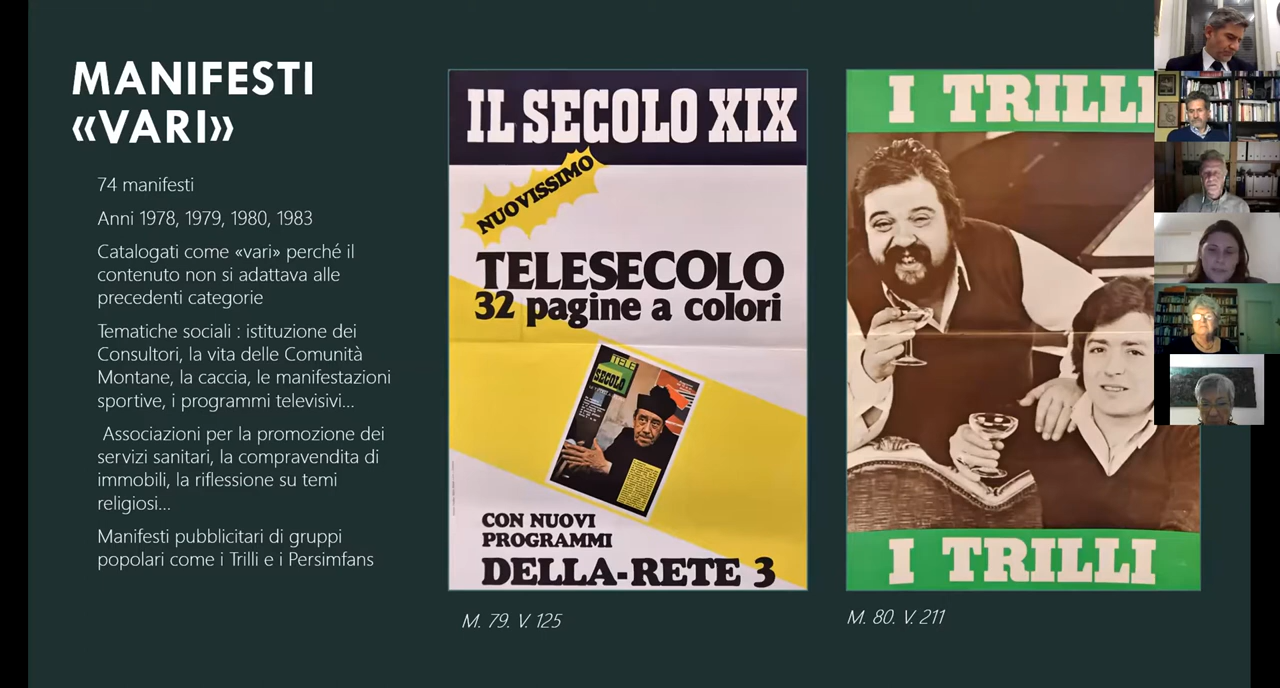 MANIFESTI
«VARI»
74 manifesti
Anni 1978, 1979, 1980, 1983
Catalogati come «vari» perché il
contenuto non si adattava alle
precedenti categorie
Tematiche sociali : istituzione dei
Consultori, la vita delle Comunità
Montane, la caccia, le manifestazioni
sportive, i programmi televisivi...
Associazioni per la promozione dei
servizi sanitari, la compravendita di
immobili, la riflessione su temi
religiosi...
Manifesti pubblicitari di gruppi
popolari come i Trilli e i Persimfans
IL SECOLO XIX
NUOVISSIMO
TELESECOLO
32 pagine a colori
TELE
SECOLO
CON NUOVI
PROGRAMMI
DELLA-RETE 3
M. 79. V. 125
I TRILLI
I TRILLI
M. 80. V. 211